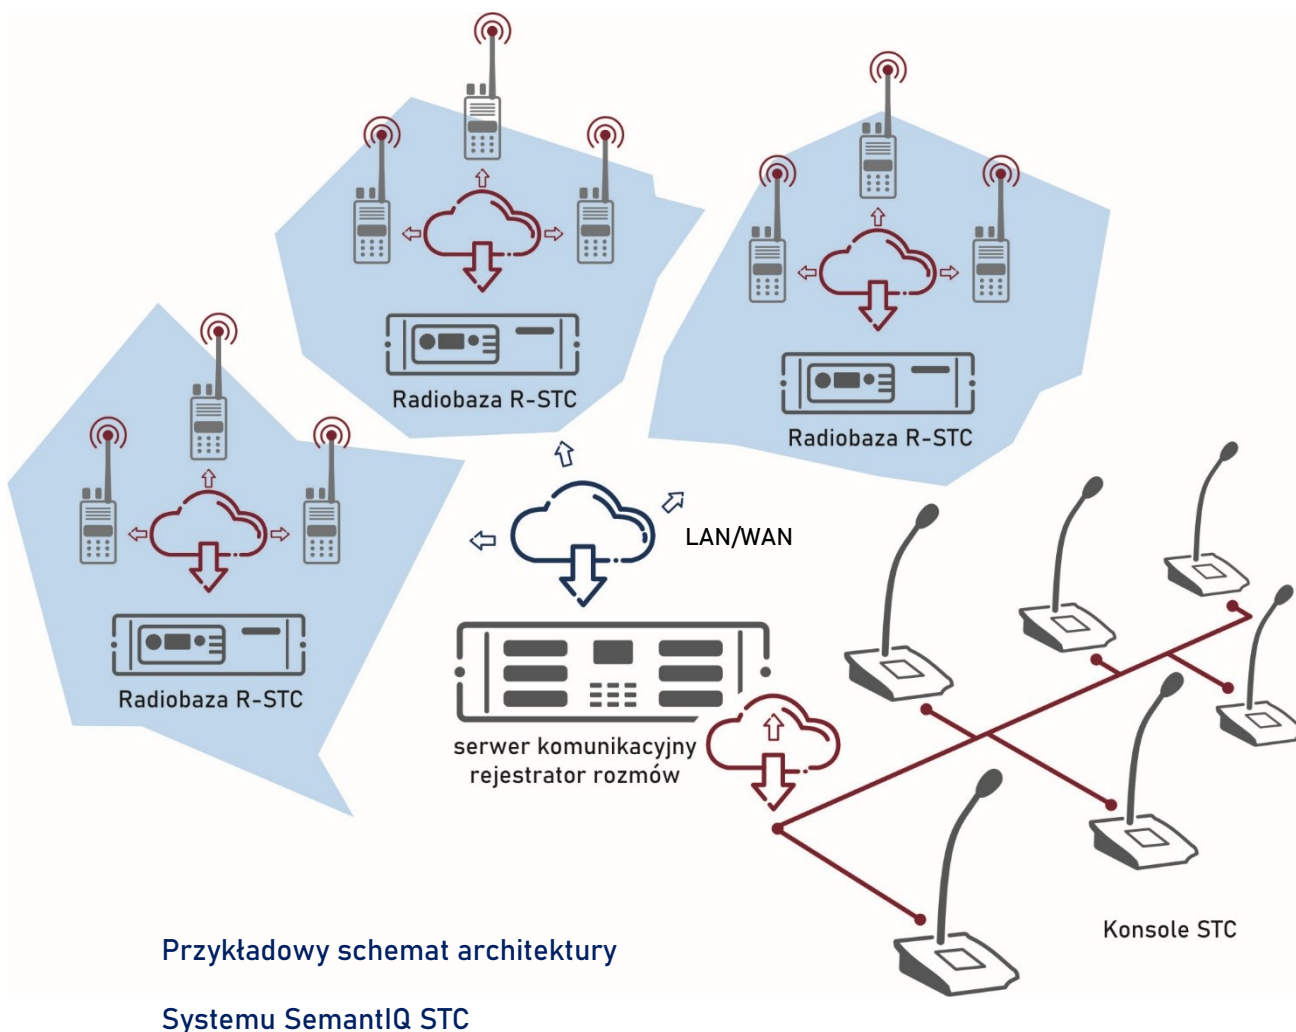 Radiobaza R-STC
Radiobaza R-STC
LAN/WAN
Radiobaza R-STC
serwer komunikacyjny
rejestrator rozmów
Konsole STC
Przykładowy schemat architektury
Systemu SemantIQ STC